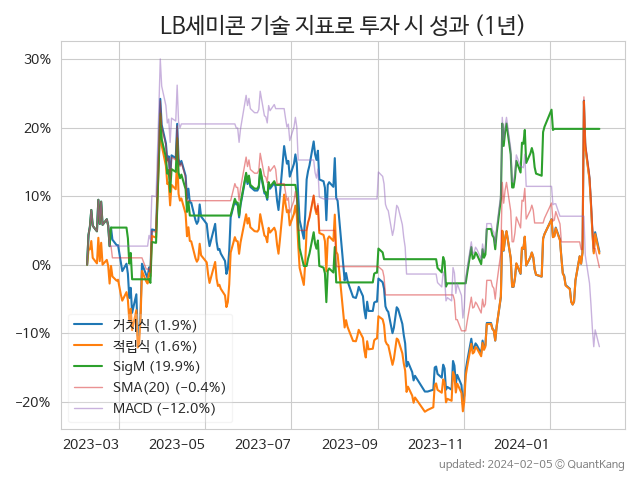 LB세미콘 기술 지표로 투자 시 성과 (1년)
30%
20%
10%
0%
−10%
−20%
거치식 (1.9%)
적립식 (1.6%)
SigM (19.9%)
SMA(20) (−0.4%)
MACD (−12.0%)
2023-03 2023-05 2023-07 2023-09 2023-11 2024-01
updated: 2024-02-05 © QuantKang